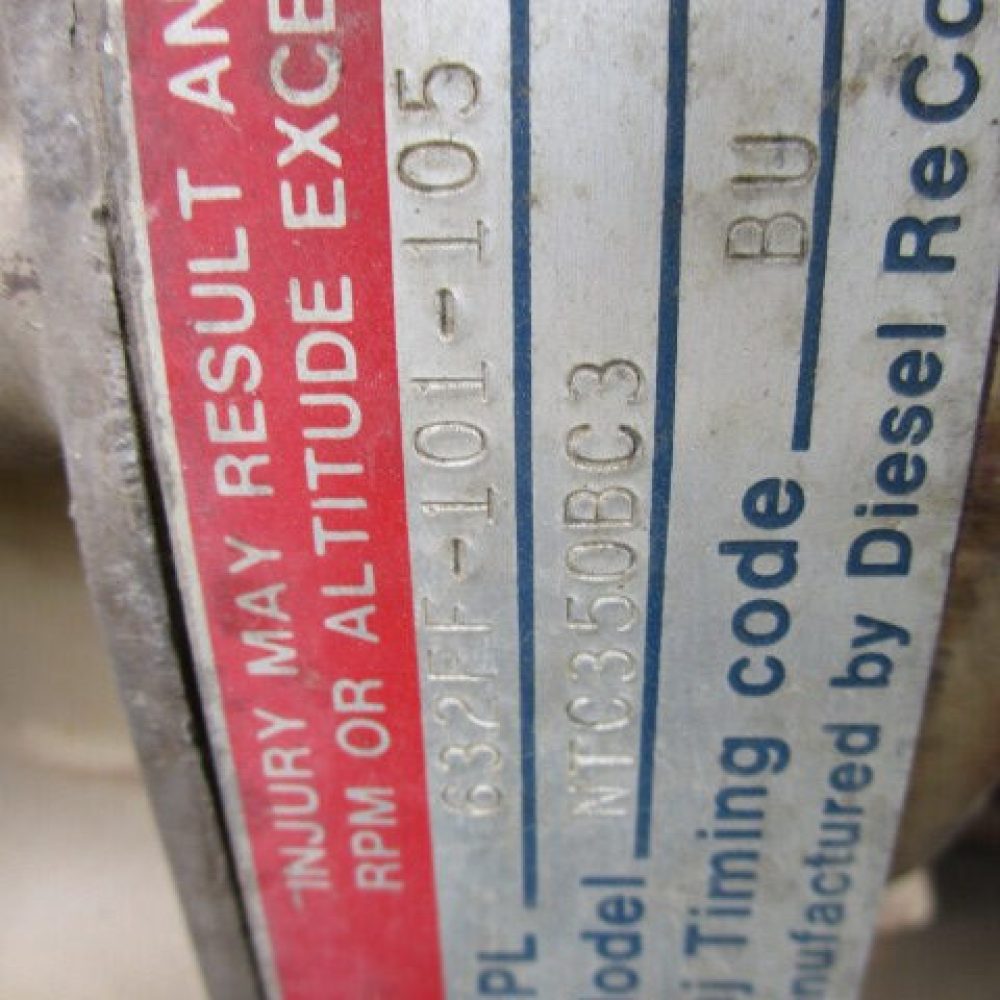 INJURY MAY RESULT AN
RPM OR ALTITUDE EXCE
PL 632FF-101-105
odel NTC350BC3
j Timing code BU
nufactured by Diesel ReCo